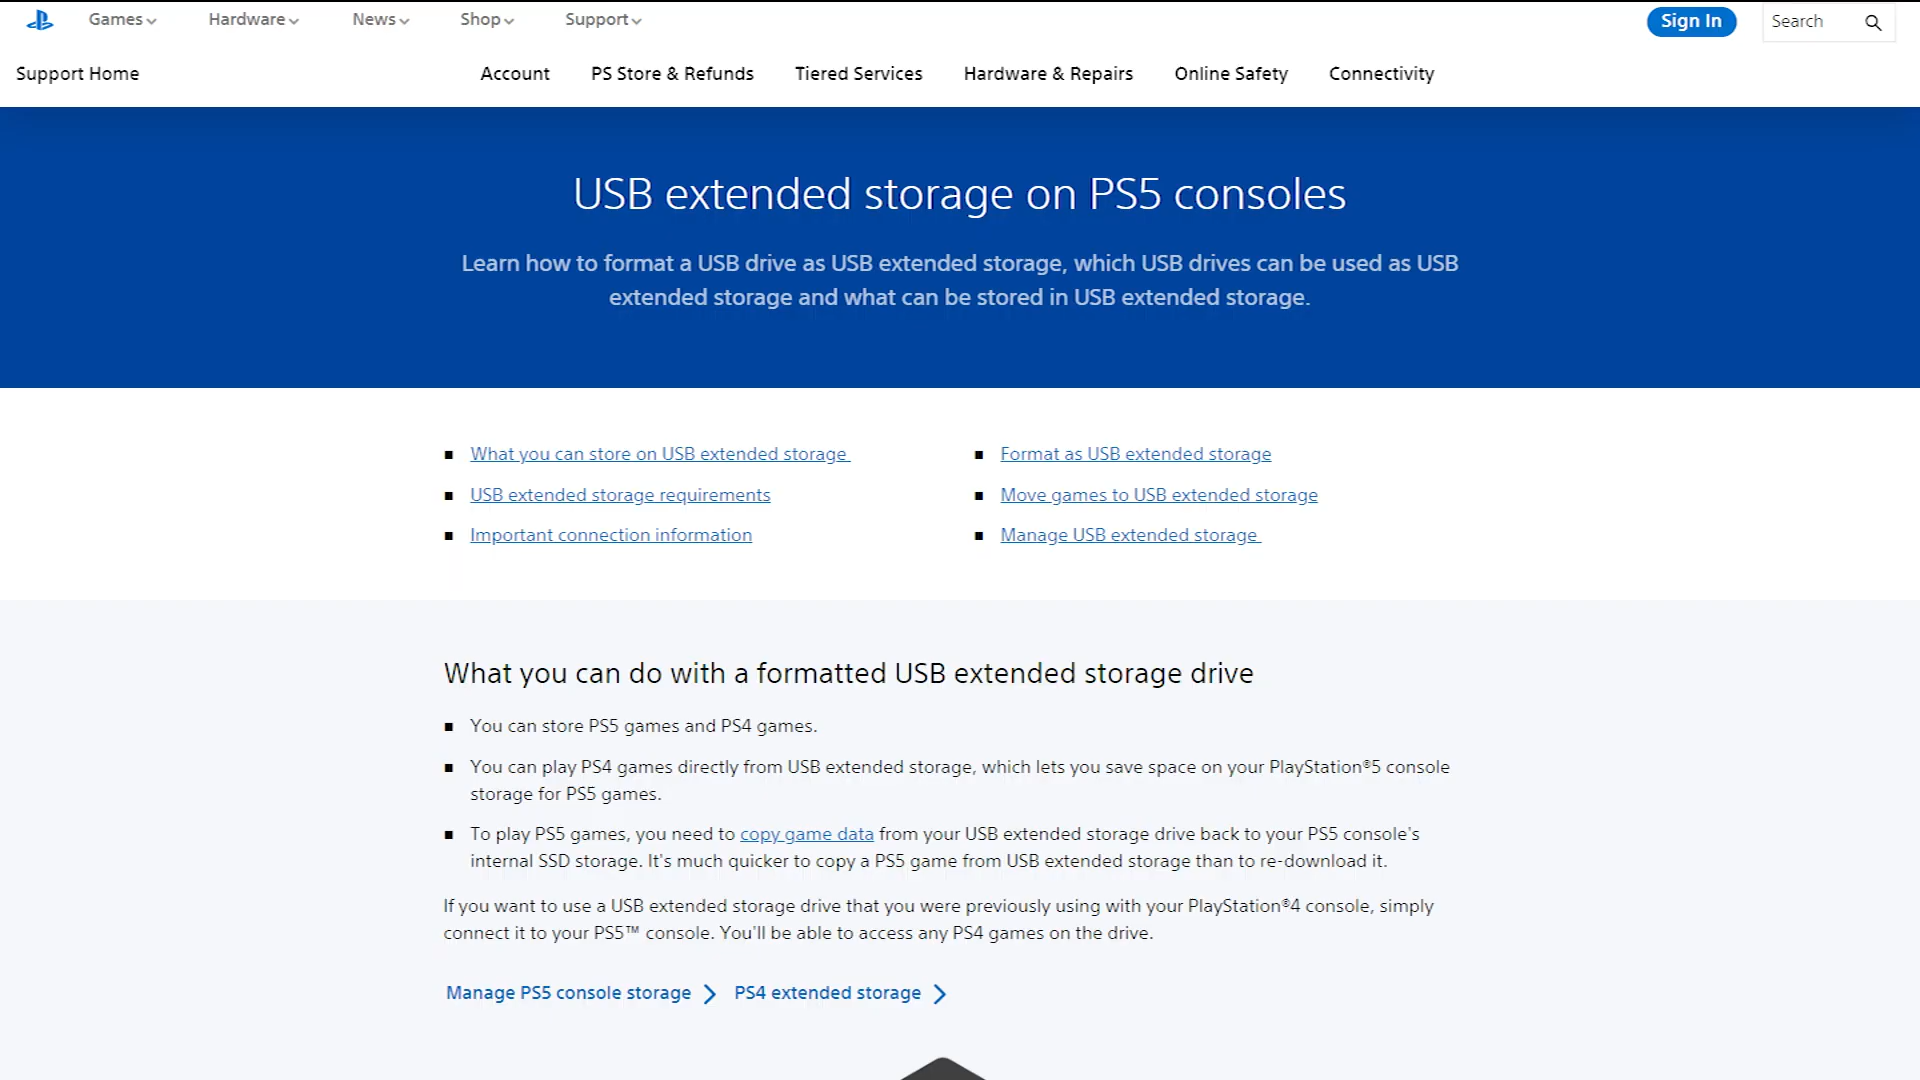 Games
Hardware
News
Shop
Support
Sign In
Search
Support Home
Account
PS Store & Refunds
Tiered Services
Hardware & Repairs
Online Safety
Connectivity
USB extended storage on PS5 consoles
Learn how to format a USB drive as USB extended storage, which USB drives can be used as USB
extended storage and what can be stored in USB extended storage.
What you can store on USB extended storage
USB extended storage requirements
Important connection information
Format as USB extended storage
Move games to USB extended storage
Manage USB extended storage
What you can do with a formatted USB extended storage drive
You can store PS5 games and PS4 games.
You can play PS4 games directly from USB extended storage, which lets you save space on your PlayStation®5 console
storage for PS5 games.
To play PS5 games, you need to copy game data from your USB extended storage drive back to your PS5 console's
internal SSD storage. It's much quicker to copy a PS5 game from USB extended storage than to re-download it.
If you want to use a USB extended storage drive that you were previously using with your PlayStation®4 console, simply
connect it to your PS5™ console. You'll be able to access any PS4 games on the drive.
Manage PS5 console storage
PS4 extended storage